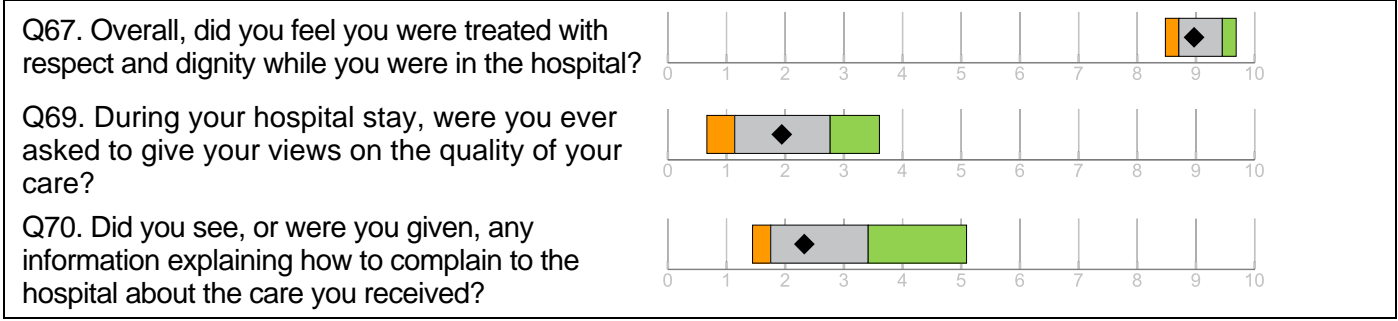 Q67. Overall, did you feel you were treated with
respect and dignity while you were in the hospital?
0 1 2 3 4 5 6 7 8 9 10
Q69. During your hospital stay, were you ever
asked to give your views on the quality of your
care?
0 1 2 3 4 5 6 7 8 9 10
Q70. Did you see, or were you given, any
information explaining how to complain to the
hospital about the care you received?
0 1 2 3 4 5 6 7 8 9 10